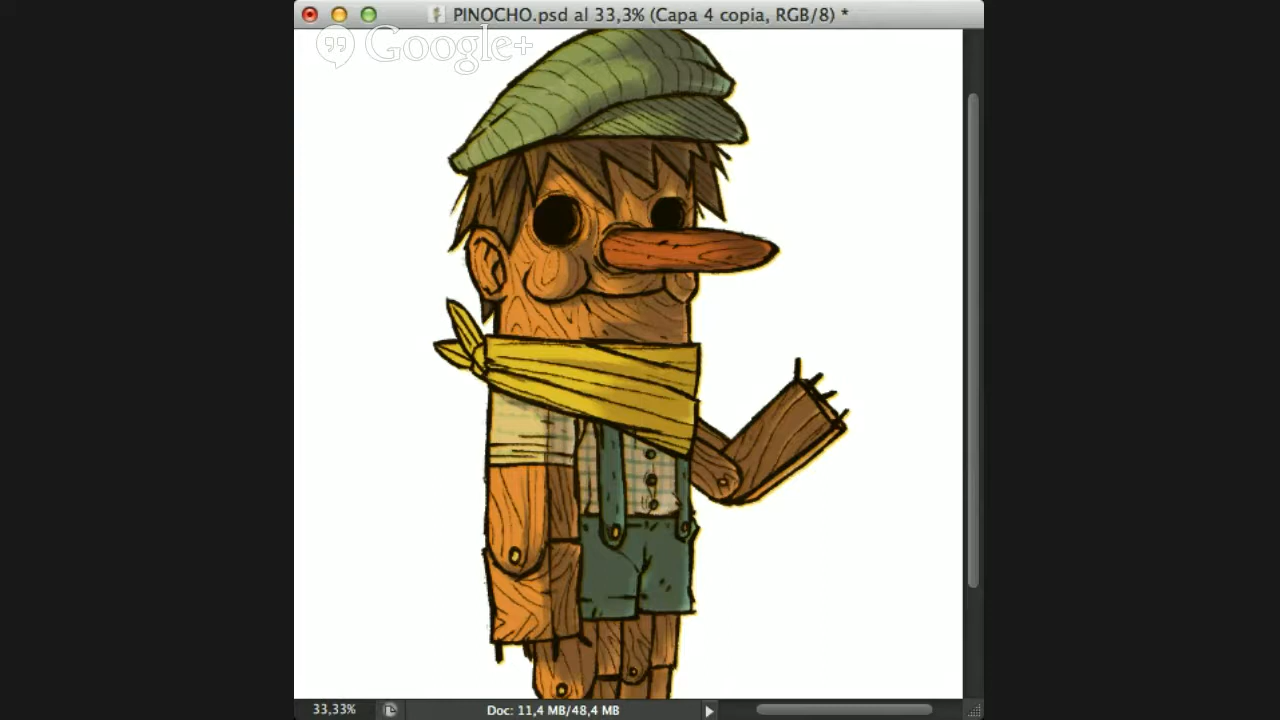 PINOCHO.psd al 33,3% (Capa 4 copia, RGB/8) *
Google+
33,33%
Doc: 11,4 MB/48,4 MB